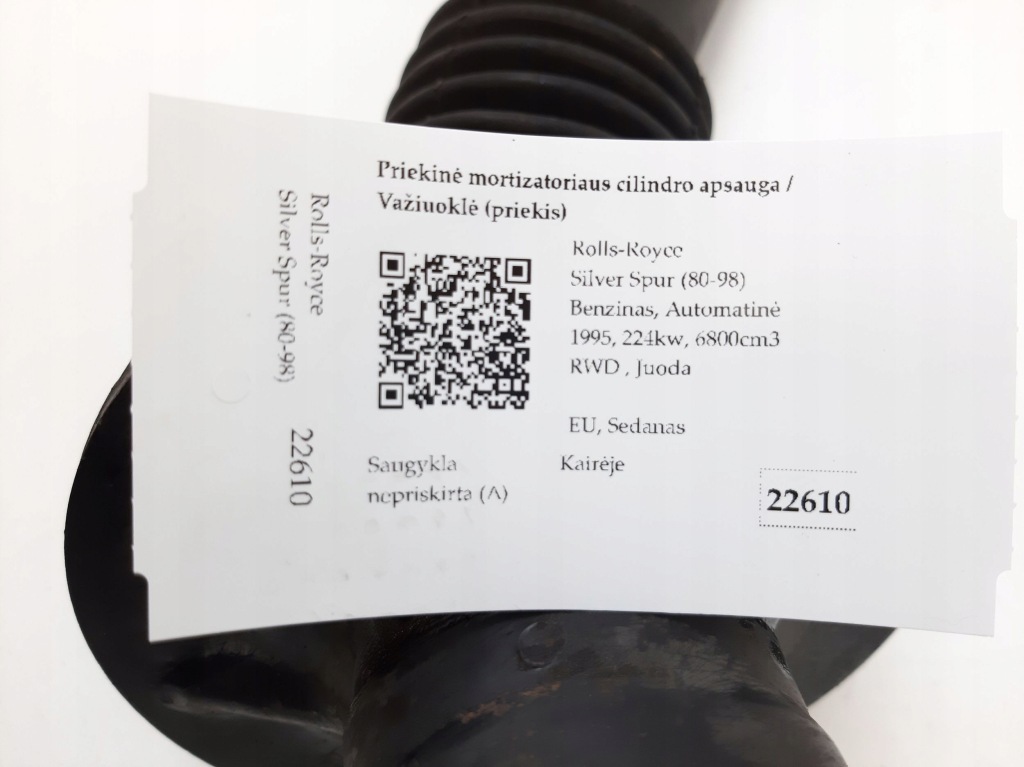 Priekinė mortizatoriaus cilindro apsauga /
Važiuoklė (priekis)
Rolls-Royce
Silver Spur (80-98)
Benzinas, Automatinė
1995, 224kw, 6800cm3
RWD , Juoda
EU, Sedanas
Saugykla
nepriskirta (A)
Kairėje
22610
Rolls-Royce
Silver Spur (80-98)
22610